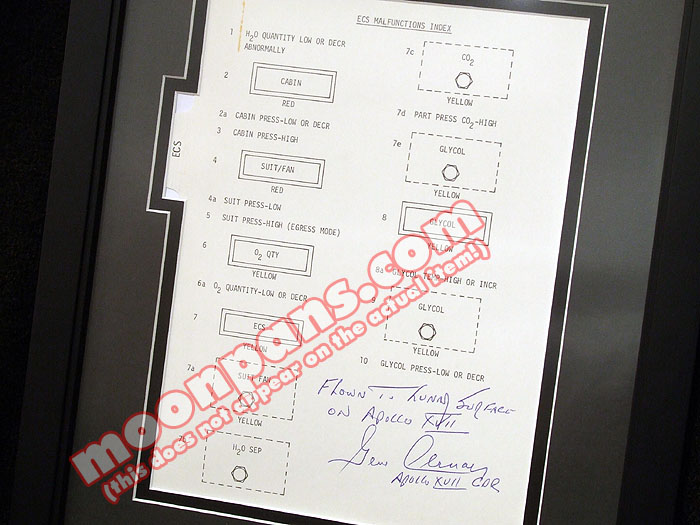 ECS MALFUNCTIONS INDEX
1 H2O QUANTITY LOW OR DECR
ABNORMALLY
2 CABIN
RED
2a CABIN PRESS-LOW OR DECR
3 CABIN PRESS-HIGH
4 SUIT/FAN
RED
4a SUIT PRESS-LOW
5 SUIT PRESS-HIGH (EGRESS MODE)
6 O2 QTY
YELLOW
6a O2 QUANTITY-LOW OR DECR
7 ECS
YELLOW
7a SUIT FAN
YELLOW
7b
H2O SEP
7c CO2
YELLOW
7d PART PRESS CO2-HIGH
7e GLYCOL
YELLOW
8 GLYCOL
YELLOW
8a GLYCOL TEMP-HIGH OR INCR
9 GLYCOL
YELLOW
10 GLYCOL PRESS-LOW OR DECR
ECS
FLOWN TO LUNAR SURFACE
ON APOLLO XVII
Gene Cernan
APOLLO XVII CDR
moonpans.com
(this does not appear on the actual item!)